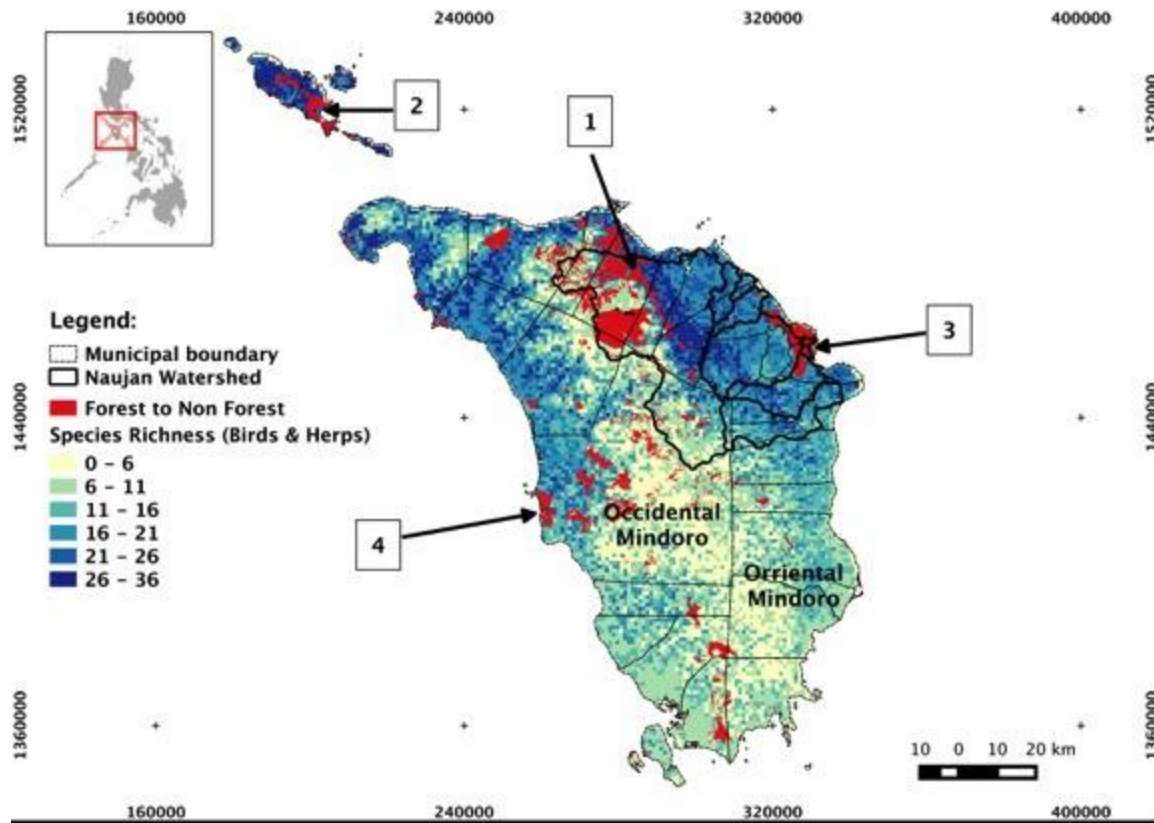 160000 240000 320000 400000
1520000 1520000
2
1
Legend:
Municipal boundary
Naujan Watershed
Forest to Non Forest
Species Richness (Birds & Herps)
0 – 6
6 – 11
11 – 16
16 – 21
21 – 26
26 – 36
3
1440000 1440000
4
Occidental
Mindoro
Orriental
Mindoro
1360000 1360000
10 0 10 20 km
160000 240000 320000 400000